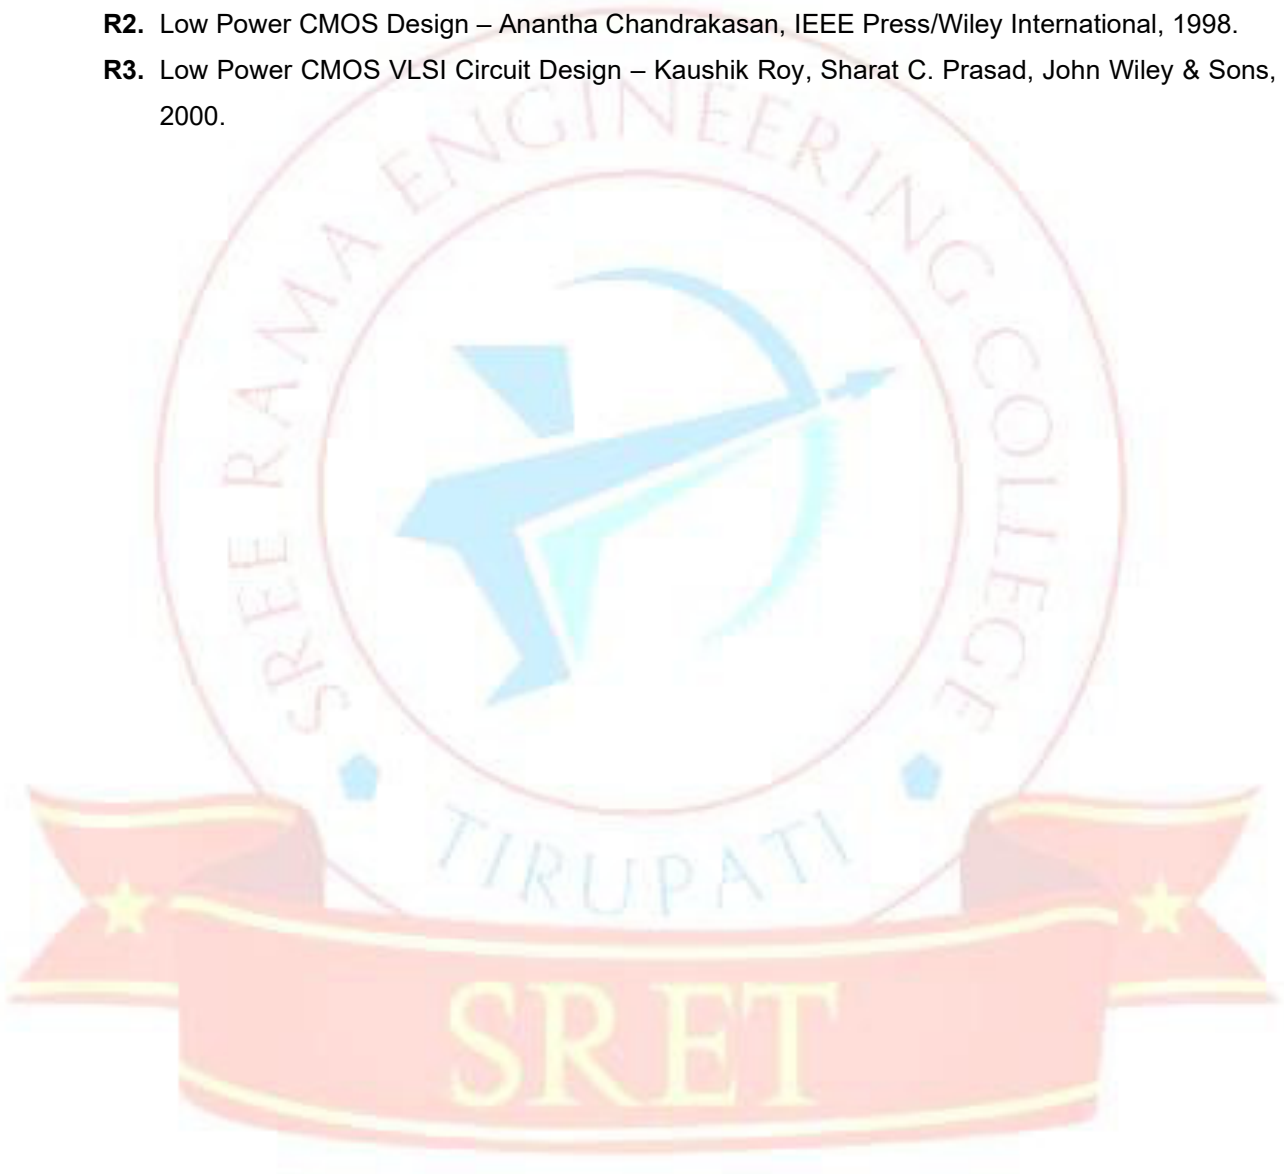 R2. Low Power CMOS Design – Anantha Chandrakasan, IEEE Press/Wiley International, 1998.
R3. Low Power CMOS VLSI Circuit Design – Kaushik Roy, Sharat C. Prasad, John Wiley & Sons,
2000.
SREE RAMA ENGINEERING COLLEGE
TIRUPATI
SRET